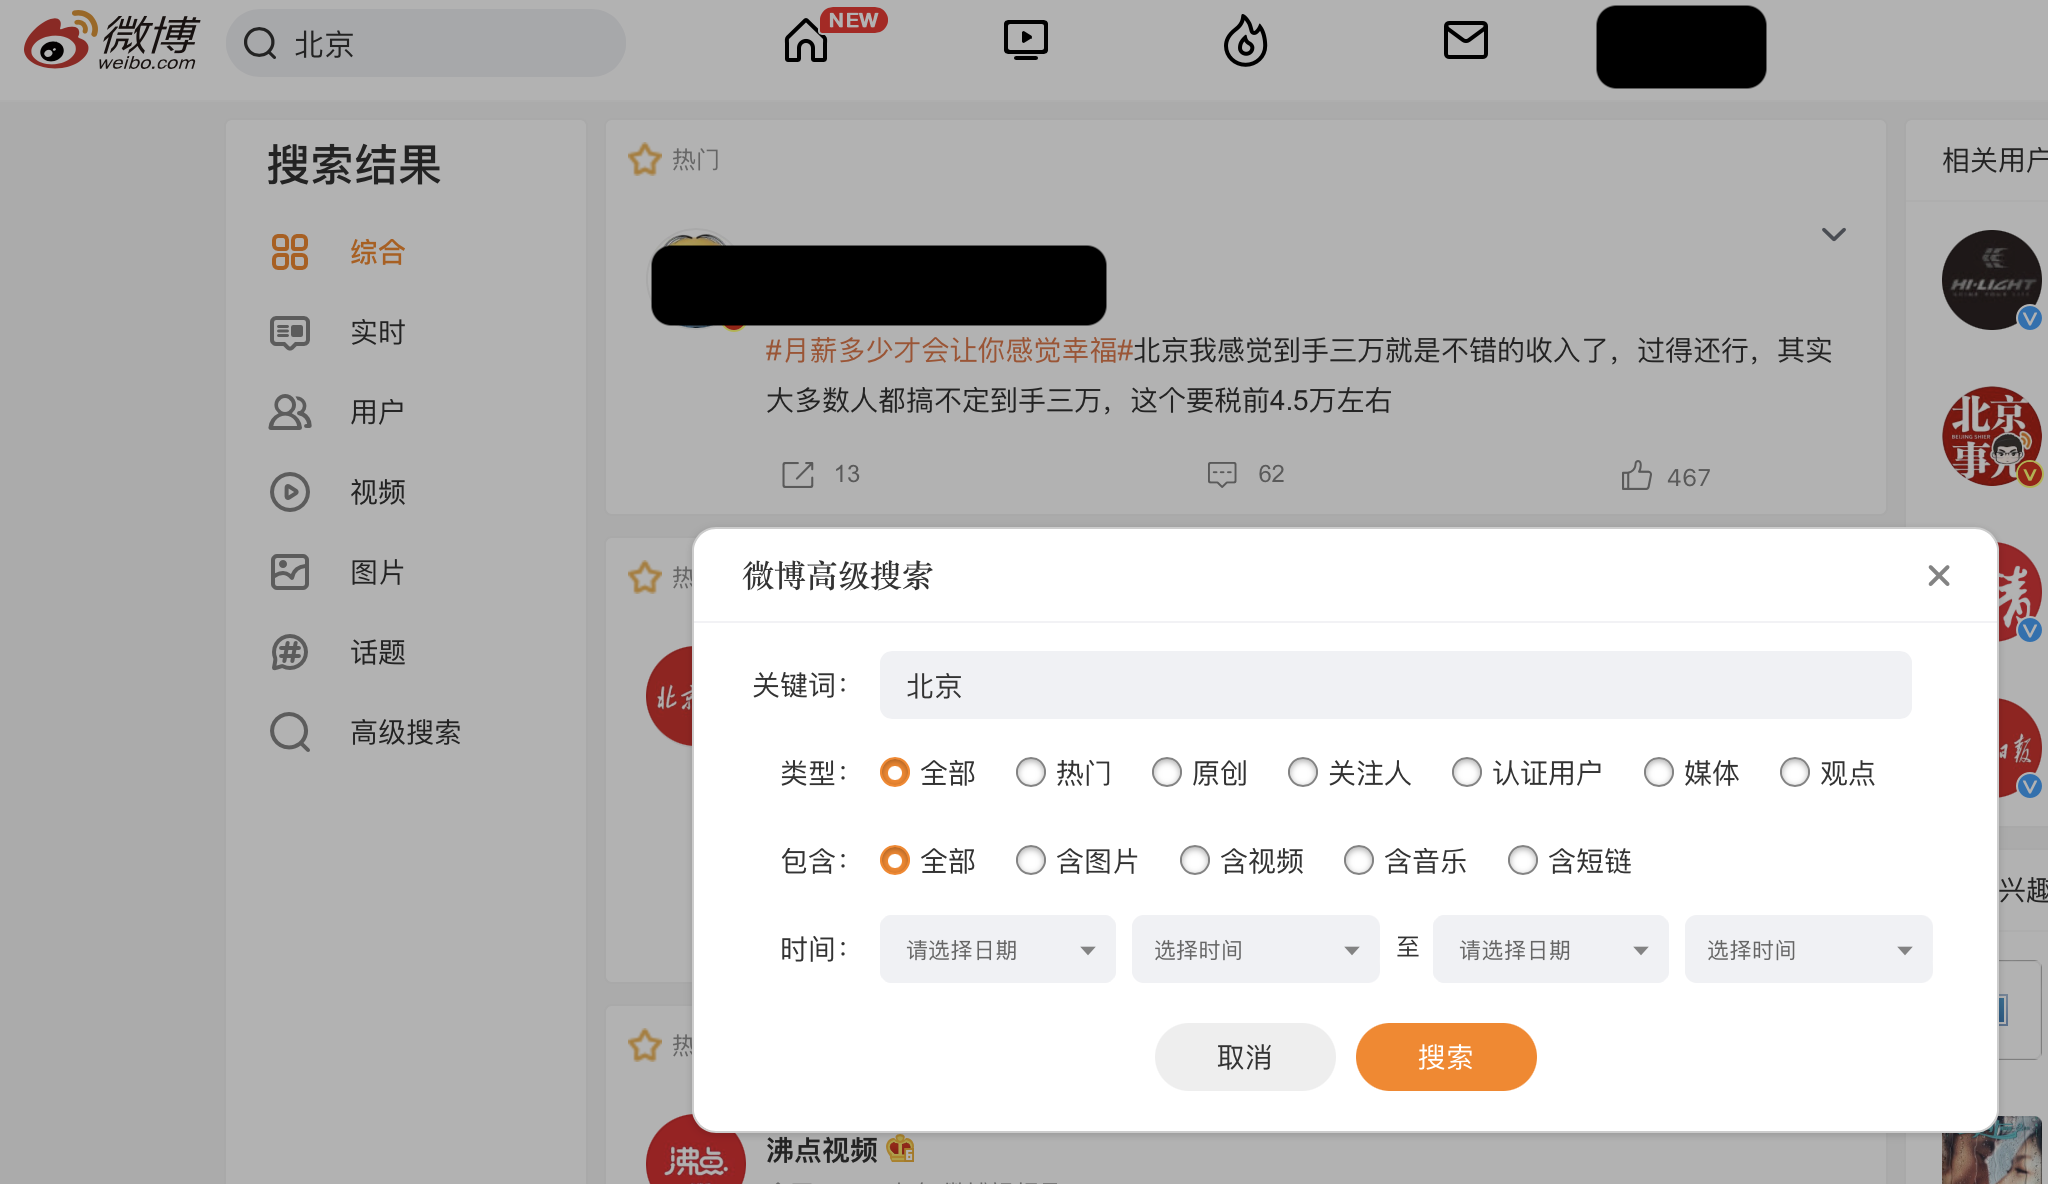 微博
weibo.com
北京
NEW
搜索结果
综合
实时
用户
视频
图片
话题
高级搜索
热门
#月薪多少才会让你感觉幸福#北京我感觉到手三万就是不错的收入了，过得还行，其实
大多数人都搞不定到手三万，这个要税前4.5万左右
13
62
467
相关用户
HI·LIGHT
北京
BEIJING SHIER
事儿
热
北京
微博高级搜索
关键词：
北京
类型：
全部
热门
原创
关注人
认证用户
媒体
观点
包含：
全部
含图片
含视频
含音乐
含短链
时间：
请选择日期
选择时间
至
请选择日期
选择时间
取消
搜索
青
日报
兴趣
热
沸点
沸点视频